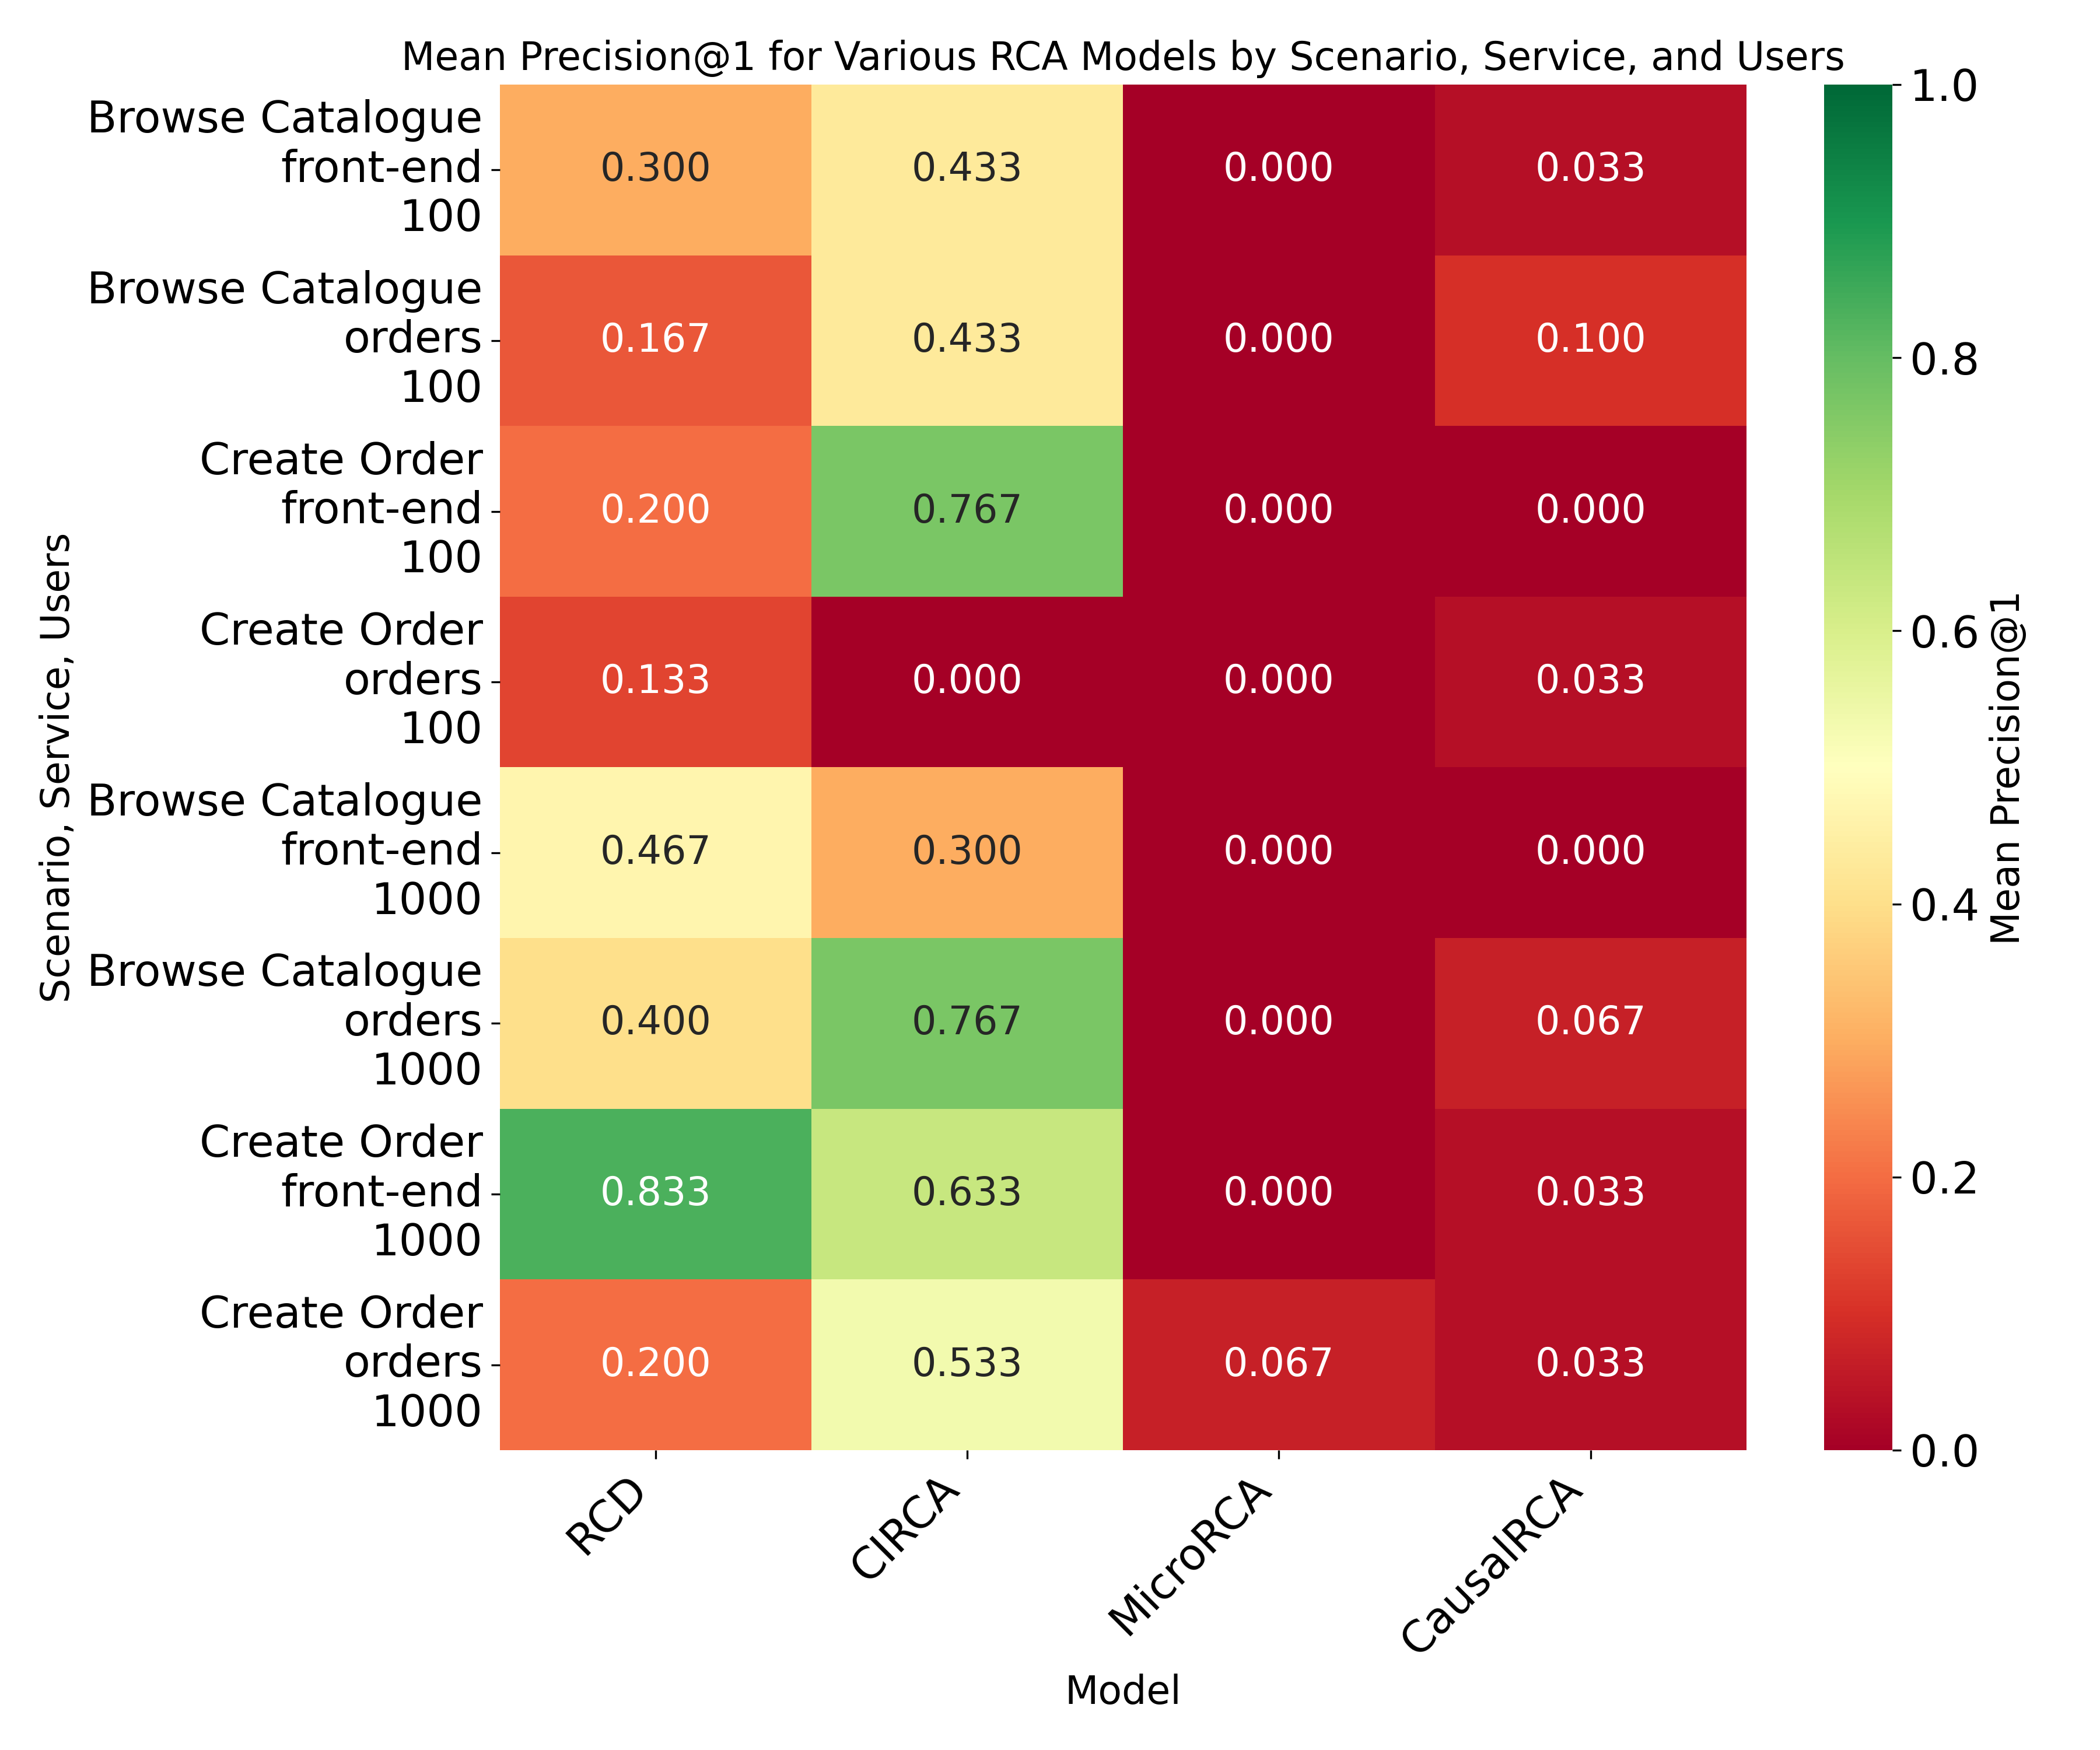 Mean Precision@1 for Various RCA Models by Scenario, Service, and Users
Scenario, Service, Users
Browse Catalogue
front-end
100
0.300 0.433 0.000 0.033
Browse Catalogue
orders
100
0.167 0.433 0.000 0.100
Create Order
front-end
100
0.200 0.767 0.000 0.000
Create Order
orders
100
0.133 0.000 0.000 0.033
Browse Catalogue
front-end
1000
0.467 0.300 0.000 0.000
Browse Catalogue
orders
1000
0.400 0.767 0.000 0.067
Create Order
front-end
1000
0.833 0.633 0.000 0.033
Create Order
orders
1000
0.200 0.533 0.067 0.033
RCD CIRCA MicroRCA CausalRCA
Model
1.0
0.8
0.6
0.4
0.2
0.0
Mean Precision@1